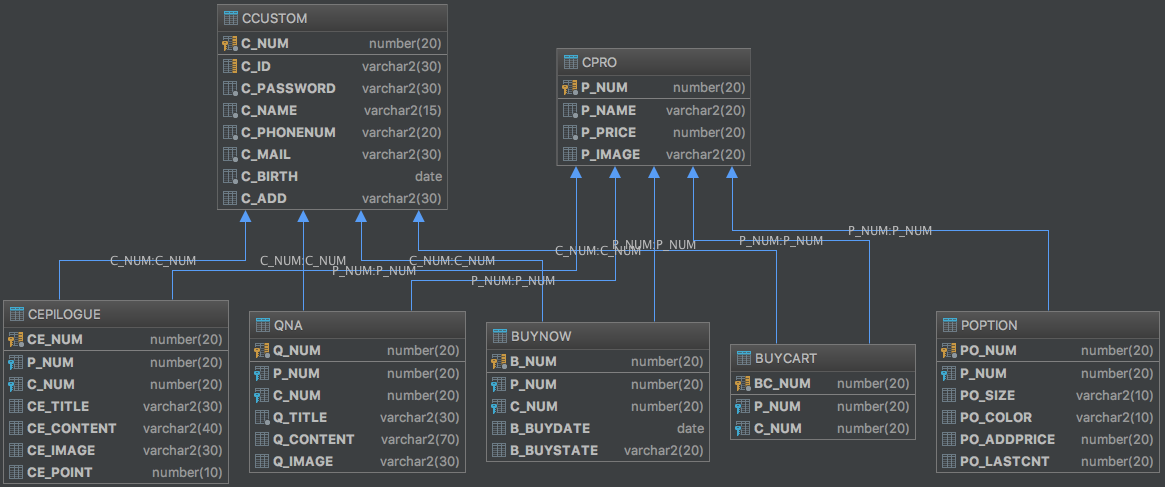 CCUSTOM
C_NUM number(20)
C_ID varchar2(30)
C_PASSWORD varchar2(30)
C_NAME varchar2(15)
C_PHONENUM varchar2(20)
C_MAIL varchar2(30)
C_BIRTH date
C_ADD varchar2(30)
CPRO
P_NUM number(20)
P_NAME varchar2(20)
P_PRICE number(20)
P_IMAGE varchar2(20)
C_NUM:C_NUM
P_NUM:P_NUM
C_NUM:C_NUM
P_NUM:P_NUM
C_NUM:C_NUM
P_NUM:P_NUM
C_NUM:C_NUM
P_NUM:P_NUM
P_NUM:P_NUM
CEPILOGUE
CE_NUM number(20)
P_NUM number(20)
C_NUM number(20)
CE_TITLE varchar2(30)
CE_CONTENT varchar2(40)
CE_IMAGE varchar2(30)
CE_POINT number(10)
QNA
Q_NUM number(20)
P_NUM number(20)
C_NUM number(20)
Q_TITLE varchar2(30)
Q_CONTENT varchar2(70)
Q_IMAGE varchar2(30)
BUYNOW
B_NUM number(20)
P_NUM number(20)
C_NUM number(20)
B_BUYDATE date
B_BUYSTATE varchar2(20)
BUYCART
BC_NUM number(20)
P_NUM number(20)
C_NUM number(20)
POPTION
PO_NUM number(20)
P_NUM number(20)
PO_SIZE varchar2(10)
PO_COLOR varchar2(10)
PO_ADDPRICE number(20)
PO_LASTCNT number(20)